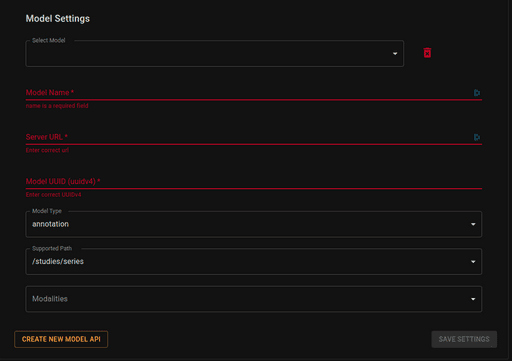 Model Settings
Select Model
Model Name *
name is a required field
Server URL *
Enter correct url
Model UUID (uuidv4) *
Enter correct UUIDv4
Model Type
annotation
Supported Path
/studies/series
Modalities
CREATE NEW MODEL API
SAVE SETTINGS